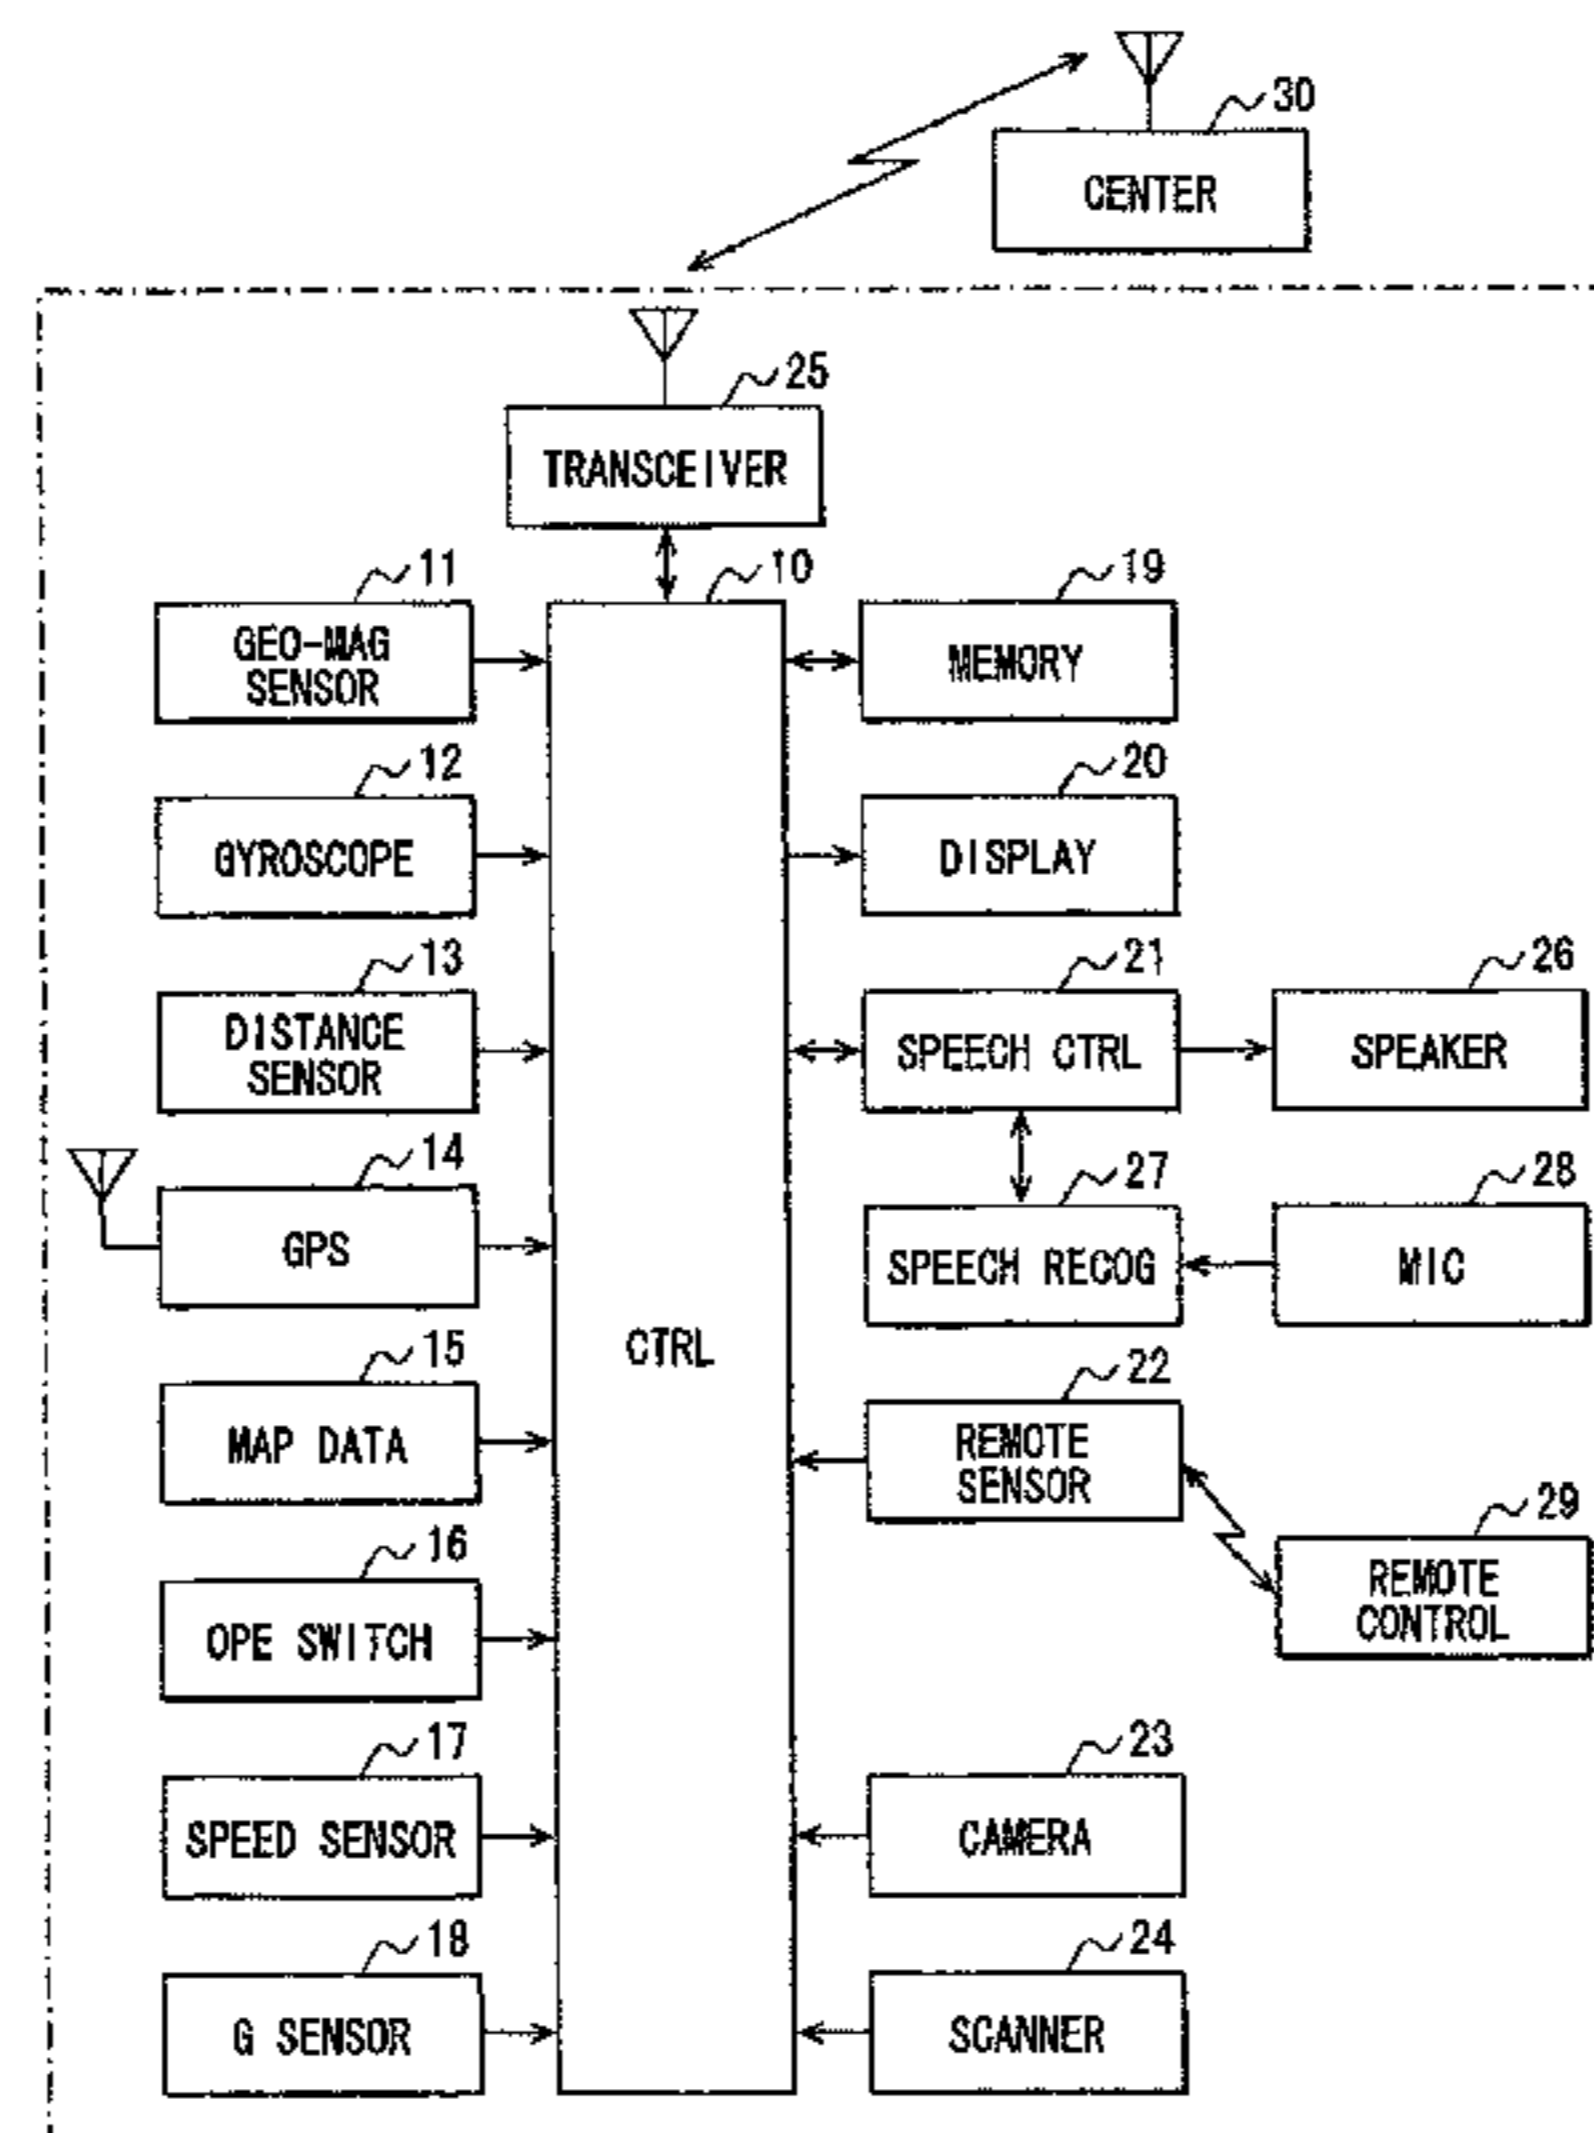 30
CENTER
25
TRANSCEIVER
10
CTRL
11
GEO-MAG
SENSOR
12
GYROSCOPE
13
DISTANCE
SENSOR
14
GPS
15
MAP DATA
16
OPE SWITCH
17
SPEED SENSOR
18
G SENSOR
19
MEMORY
20
DISPLAY
21
SPEECH CTRL
26
SPEAKER
27
SPEECH RECOG
28
MIC
22
REMOTE
SENSOR
29
REMOTE
CONTROL
23
CAMERA
24
SCANNER